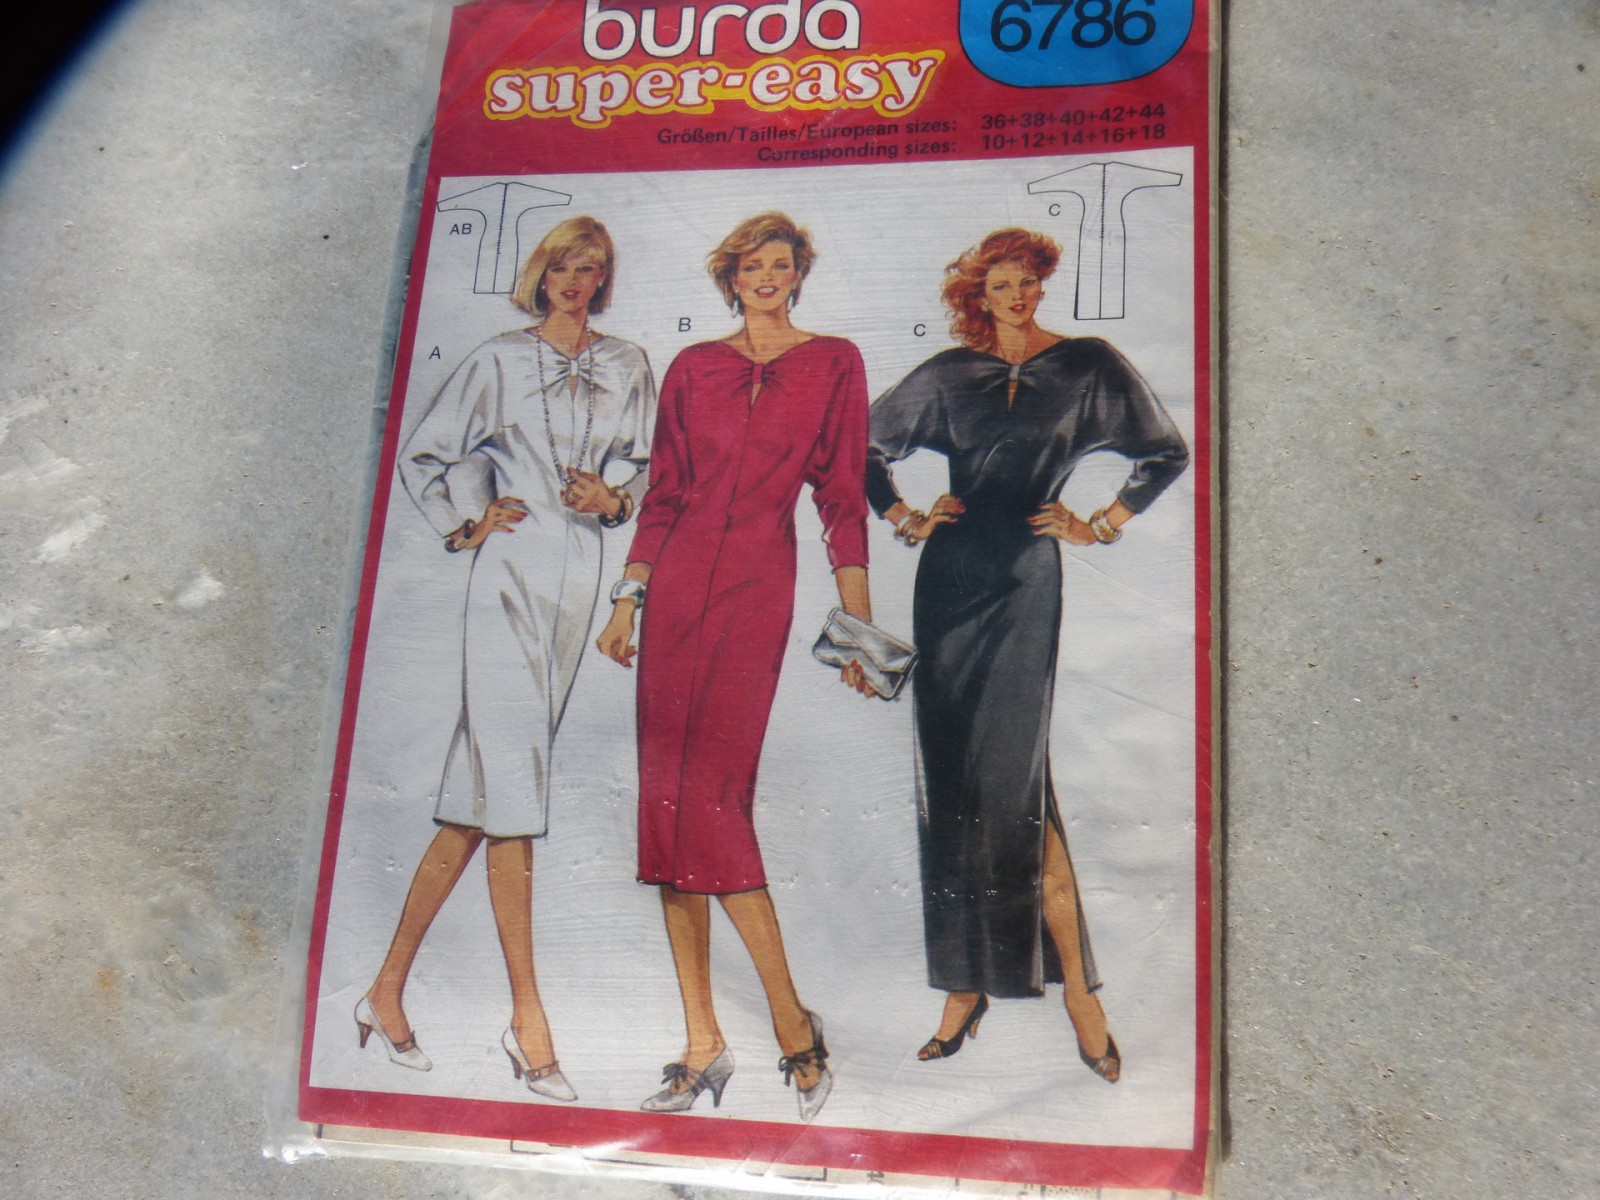 burda
6786
super-easy
Größen/Tailles/European sizes: 36+38+40+42+44
Corresponding sizes: 10+12+14+16+18
AB
C
A
B
C